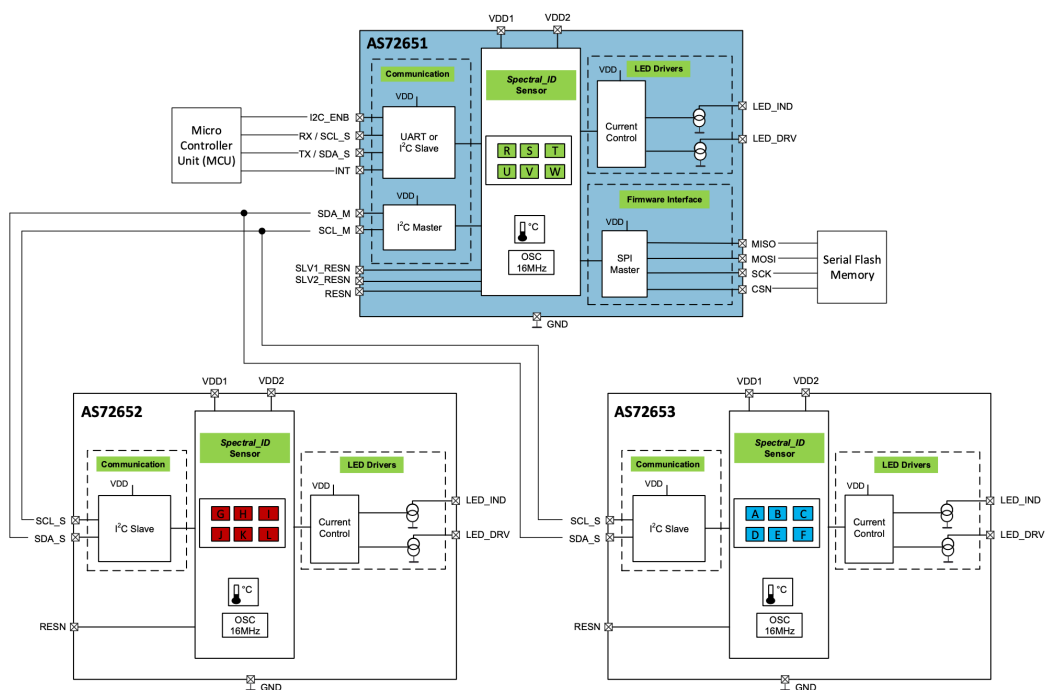 VDD1
VDD2
AS72651
Communication
VDD
UART or
I²C Slave
I²C Master
VDD
Spectral_ID
Sensor
R S T
U V W
°C
OSC
16MHz
LED Drivers
VDD
Current
Control
LED_IND
LED_DRV
Firmware Interface
VDD
SPI
Master
MISO
MOSI
SCK
CSN
Serial Flash
Memory
Micro
Controller
Unit (MCU)
I2C_ENB
RX / SCL_S
TX / SDA_S
INT
SDA_M
SCL_M
SLV1_RESN
SLV2_RESN
RESN
GND
VDD1
VDD2
AS72652
Communication
VDD
I²C Slave
SCL_S
SDA_S
RESN
Spectral_ID
Sensor
G H I
J K L
°C
OSC
16MHz
LED Drivers
VDD
Current
Control
LED_IND
LED_DRV
GND
VDD1
VDD2
AS72653
Communication
VDD
I²C Slave
SCL_S
SDA_S
RESN
Spectral_ID
Sensor
A B C
D E F
°C
OSC
16MHz
LED Drivers
VDD
Current
Control
LED_IND
LED_DRV
GND